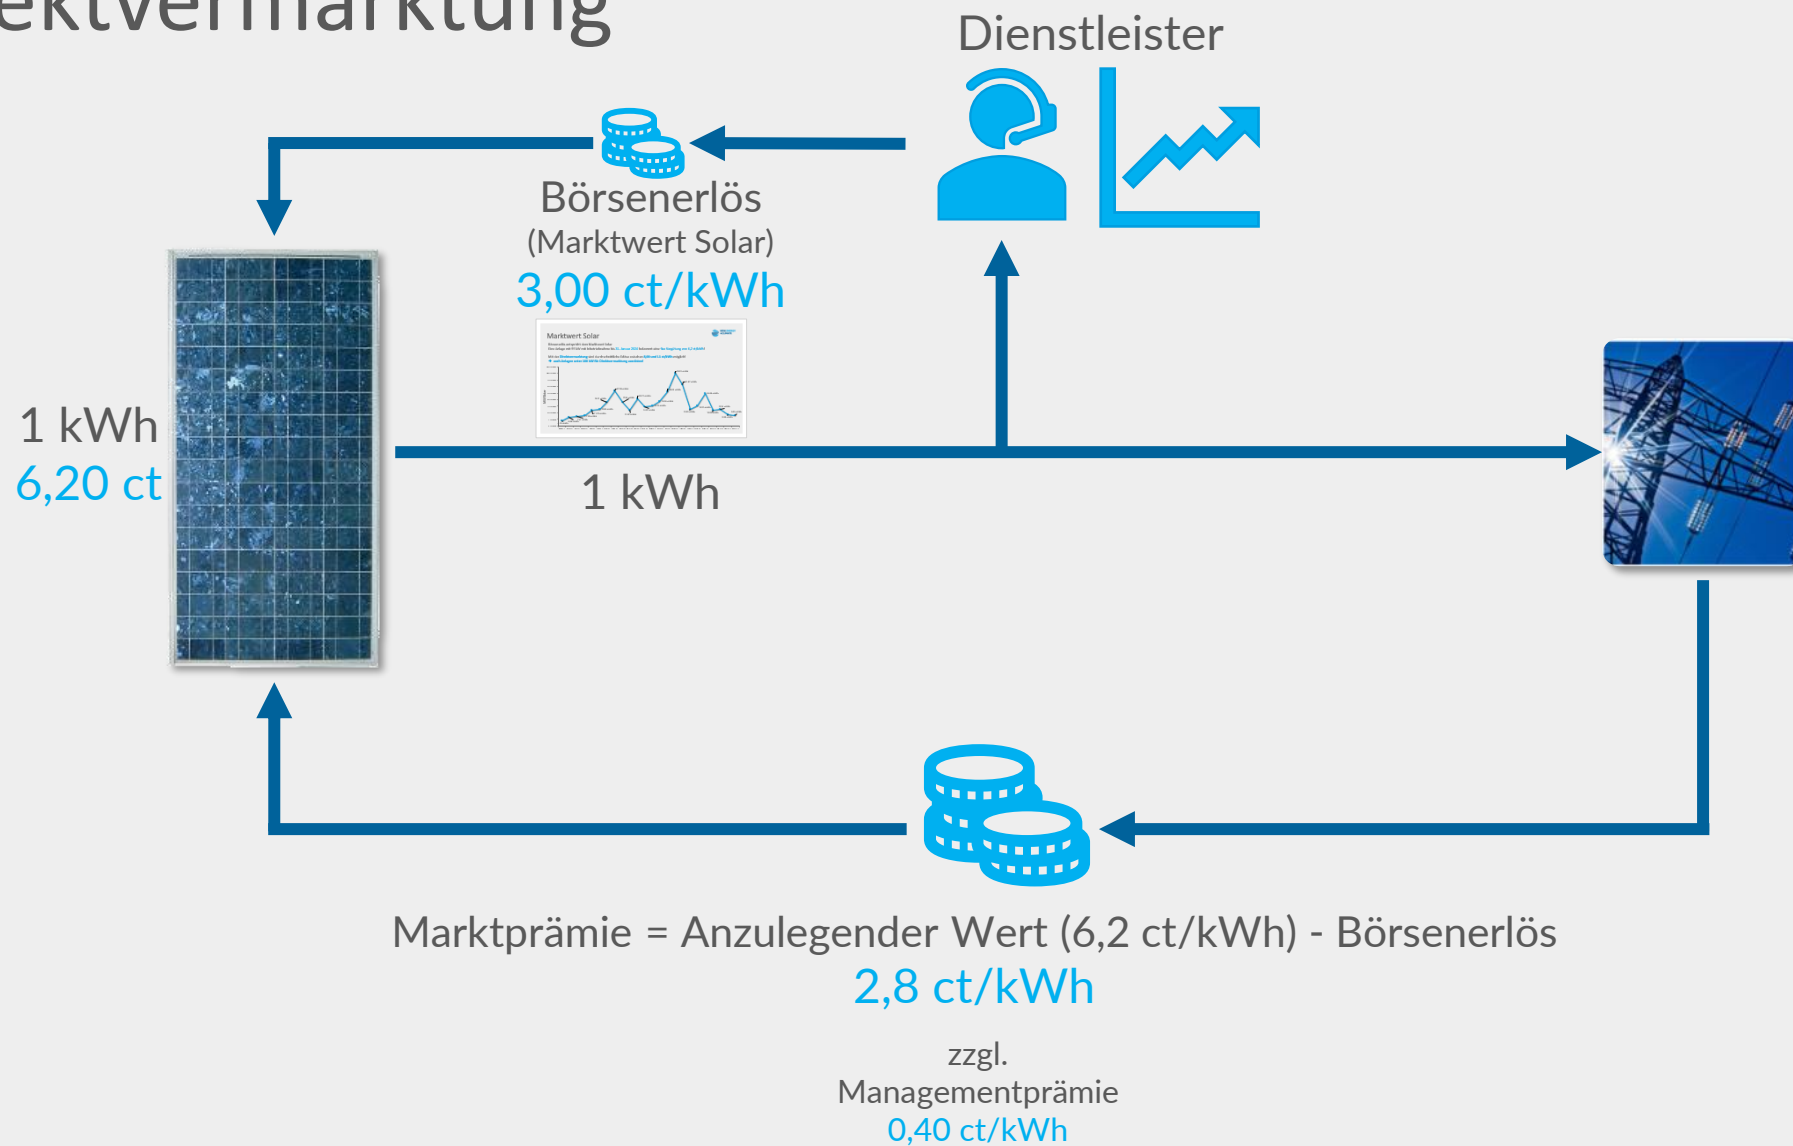 ektvermarktung
Dienstleister
Börsenerlös
(Marktwert Solar)
3,00 ct/kWh
Marktwert Solar
1 kWh
6,20 ct
1 kWh
Marktprämie = Anzulegender Wert (6,2 ct/kWh) - Börsenerlös
2,8 ct/kWh
zzgl.
Managementprämie
0,40 ct/kWh